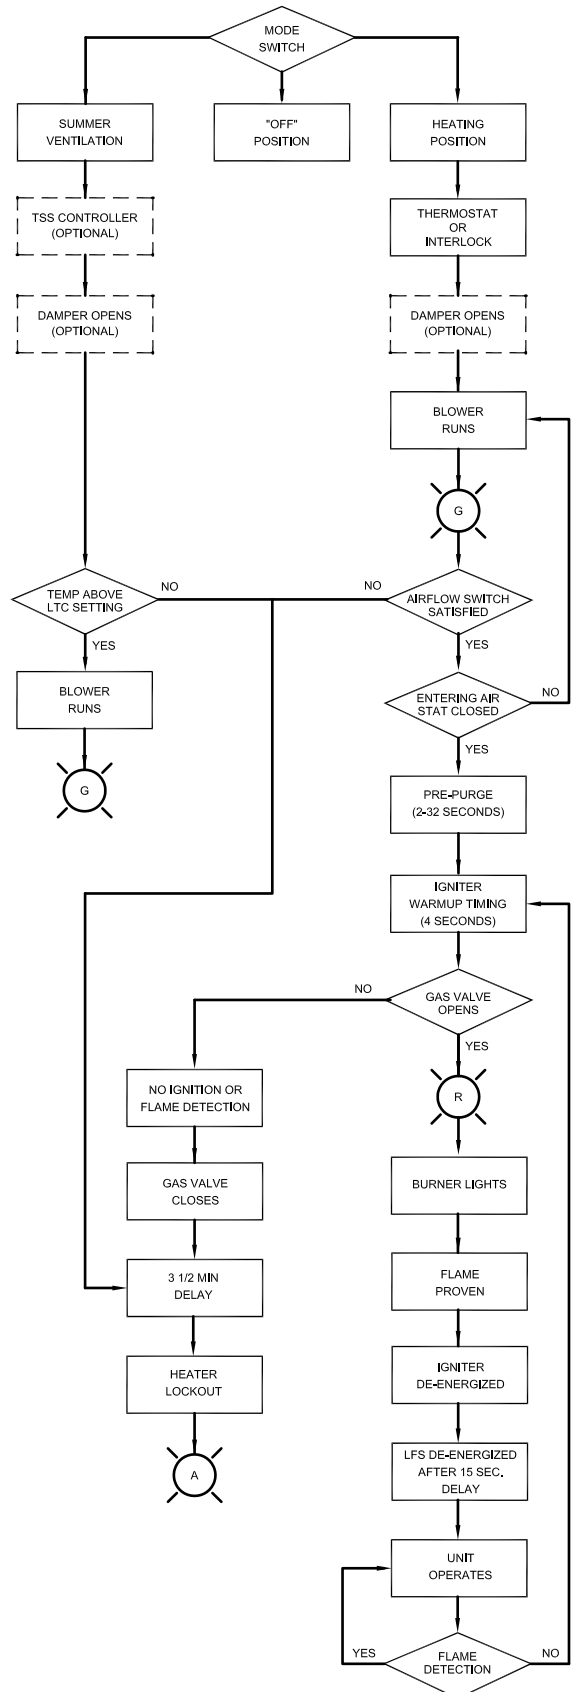 MODE
SWITCH
SUMMER
VENTILATION
"OFF"
POSITION
HEATING
POSITION
TSS CONTROLLER
(OPTIONAL)
THERMOSTAT
OR
INTERLOCK
DAMPER OPENS
(OPTIONAL)
DAMPER OPENS
(OPTIONAL)
BLOWER
RUNS
G
TEMP ABOVE
LTC SETTING
NO
NO
AIRFLOW SWITCH
SATISFIED
YES
YES
BLOWER
RUNS
ENTERING AIR
STAT CLOSED
NO
YES
G
PRE-PURGE
(2-32 SECONDS)
IGNITER
WARMUP TIMING
(4 SECONDS)
NO
GAS VALVE
OPENS
YES
NO IGNITION OR
FLAME DETECTION
R
GAS VALVE
CLOSES
BURNER LIGHTS
3 1/2 MIN
DELAY
FLAME
PROVEN
HEATER
LOCKOUT
IGNITER
DE-ENERGIZED
A
LFS DE-ENERGIZED
AFTER 15 SEC.
DELAY
UNIT
OPERATES
YES
FLAME
DETECTION
NO